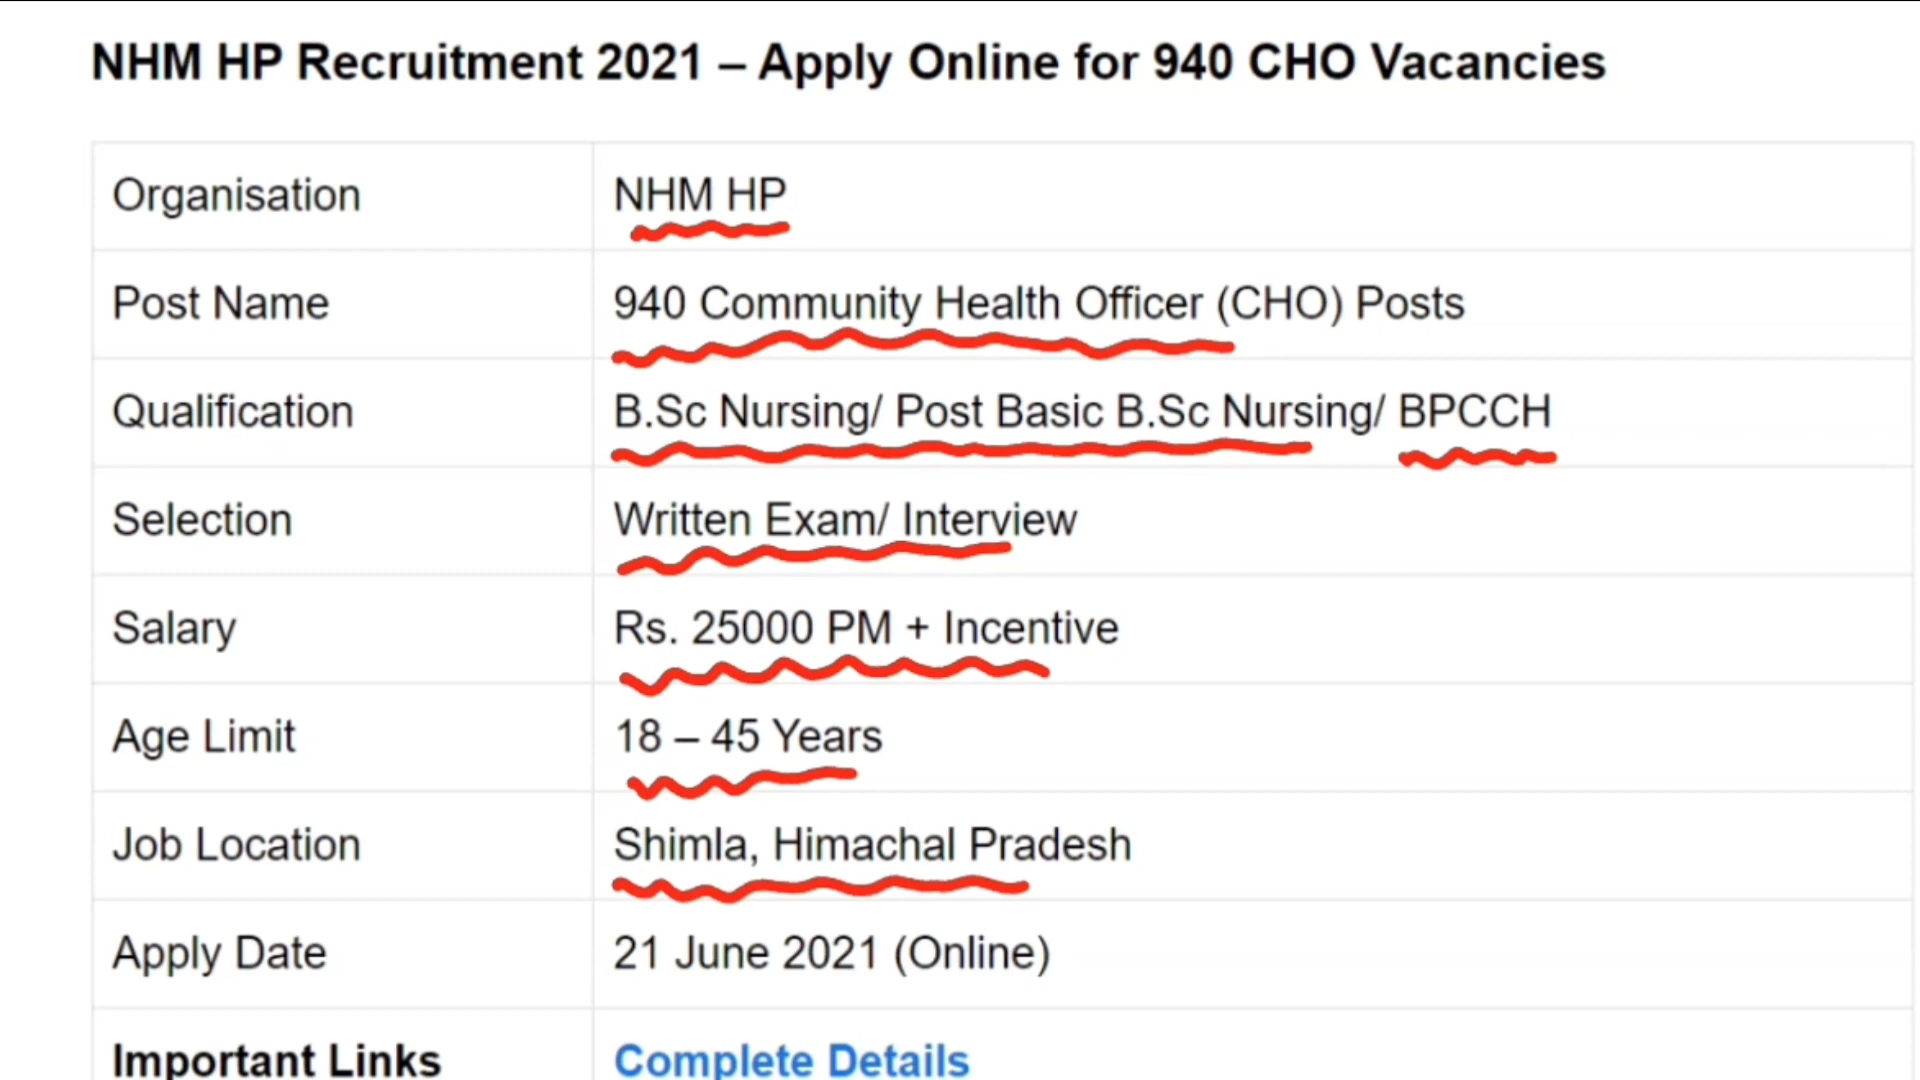 NHM HP Recruitment 2021 – Apply Online for 940 CHO Vacancies
Organisation NHM HP
Post Name 940 Community Health Officer (CHO) Posts
Qualification B.Sc Nursing/ Post Basic B.Sc Nursing/ BPCCH
Selection Written Exam/ Interview
Salary Rs. 25000 PM + Incentive
Age Limit 18 – 45 Years
Job Location Shimla, Himachal Pradesh
Apply Date 21 June 2021 (Online)
Important Links Complete Details